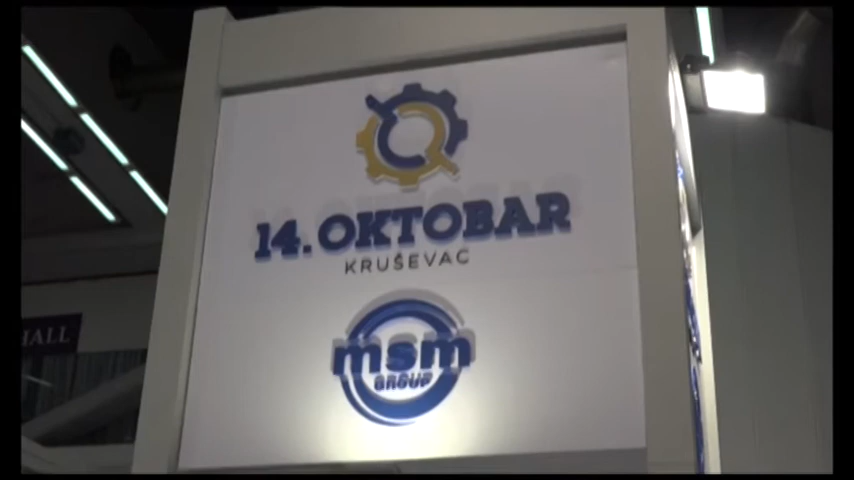 14. OKTOBAR
KRUŠEVAC
msm
GROUP
HALL